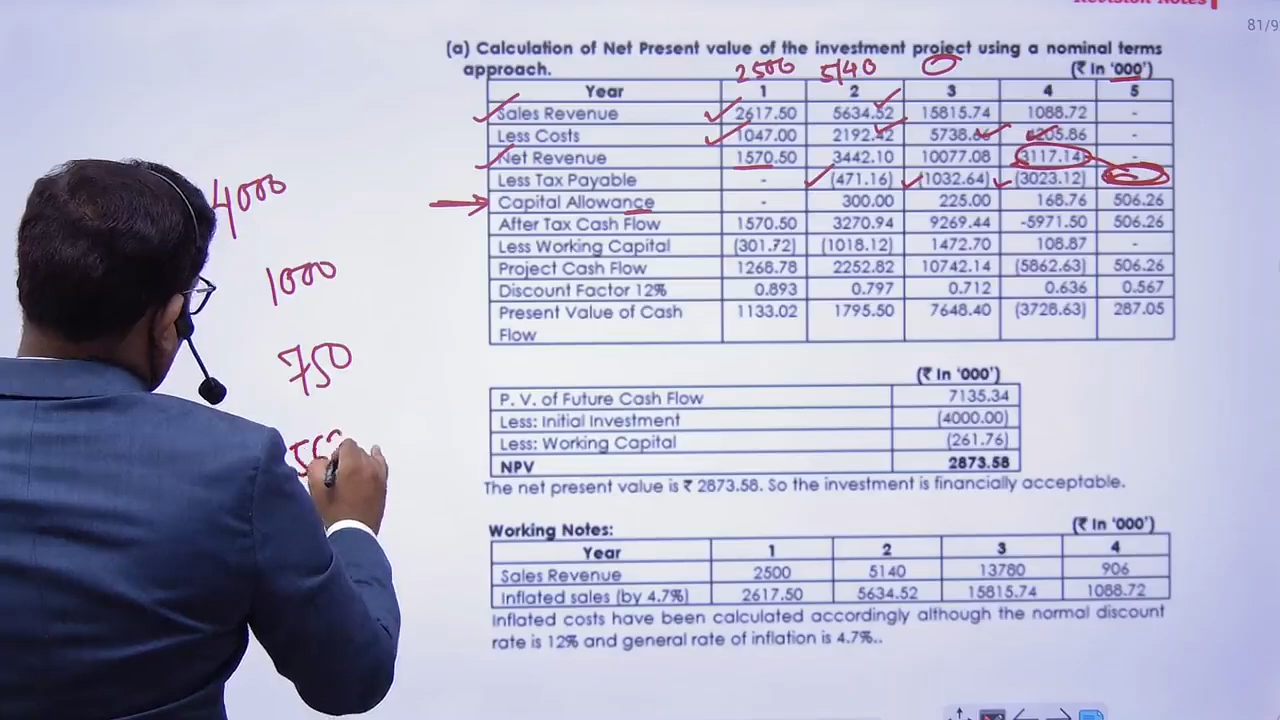 Revision Notes
81/9
(a) Calculation of Net Present value of the investment project using a nominal terms
approach. (₹ In '000')
2500 5140
Year 1 2 3 4 5
Sales Revenue 2617.50 5634.52 15815.74 1088.72 -
Less Costs 1047.00 2192.42 5738.66 4205.86 -
Net Revenue 1570.50 3442.10 10077.08 (3117.14) -
Less Tax Payable - (471.16) (1032.64) (3023.12) -
Capital Allowance - 300.00 225.00 168.76 506.26
After Tax Cash Flow 1570.50 3270.94 9269.44 -5971.50 506.26
Less Working Capital (301.72) (1018.12) 1472.70 108.87 -
Project Cash Flow 1268.78 2252.82 10742.14 (5862.63) 506.26
Discount Factor 12% 0.893 0.797 0.712 0.636 0.567
Present Value of Cash Flow 1133.02 1795.50 7648.40 (3728.63) 287.05
4000
1000
750
(₹ In '000')
P. V. of Future Cash Flow 7135.34
Less: Initial Investment (4000.00)
Less: Working Capital (261.76)
NPV 2873.58
The net present value is ₹ 2873.58. So the investment is financially acceptable.
Working Notes: (₹ In '000')
Year 1 2 3 4
Sales Revenue 2500 5140 13780 906
Inflated sales (by 4.7%) 2617.50 5634.52 15815.74 1088.72
Inflated costs have been calculated accordingly although the normal discount
rate is 12% and general rate of inflation is 4.7%..